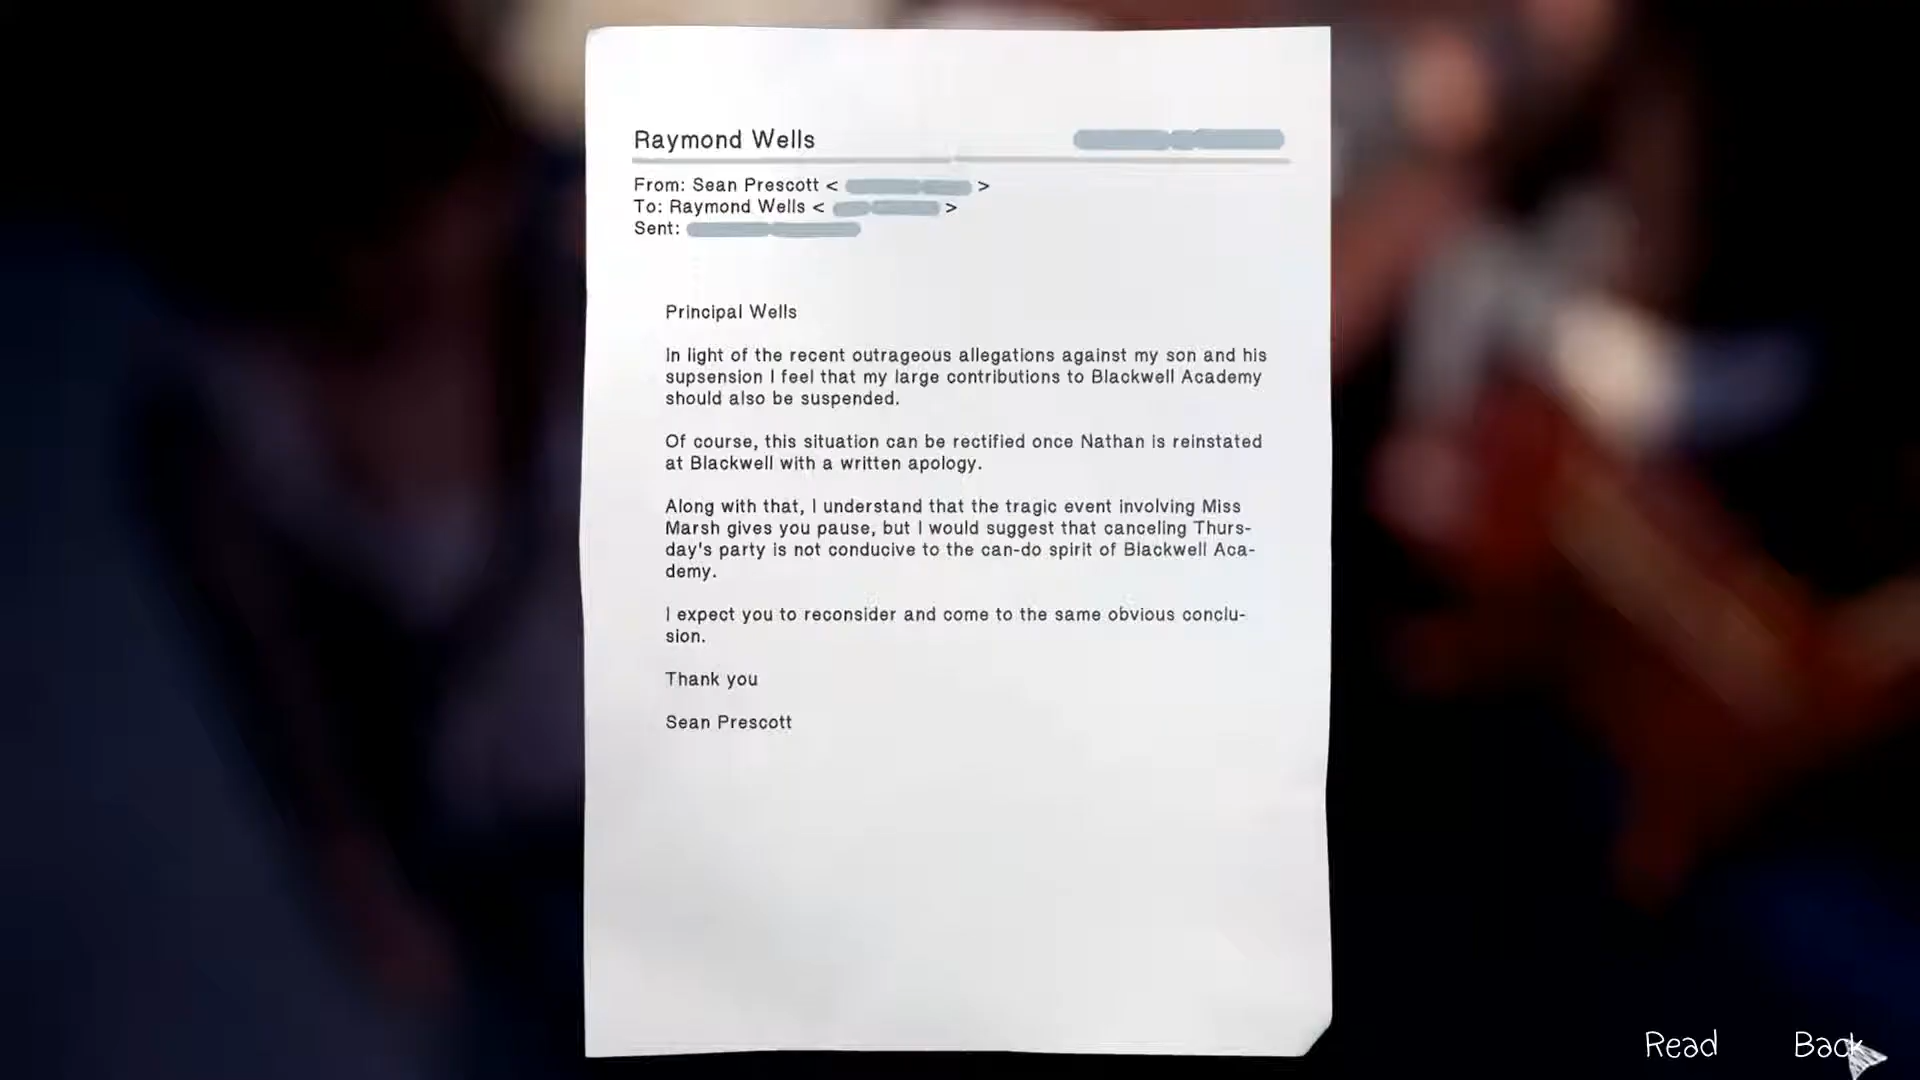 Raymond Wells
From: Sean Prescott < >
To: Raymond Wells < >
Sent:
Principal Wells
In light of the recent outrageous allegations against my son and his
supsension I feel that my large contributions to Blackwell Academy
should also be suspended.
Of course, this situation can be rectified once Nathan is reinstated
at Blackwell with a written apology.
Along with that, I understand that the tragic event involving Miss
Marsh gives you pause, but I would suggest that canceling Thurs-
day's party is not conducive to the can-do spirit of Blackwell Aca-
demy.
I expect you to reconsider and come to the same obvious conclu-
sion.
Thank you
Sean Prescott
Read Back